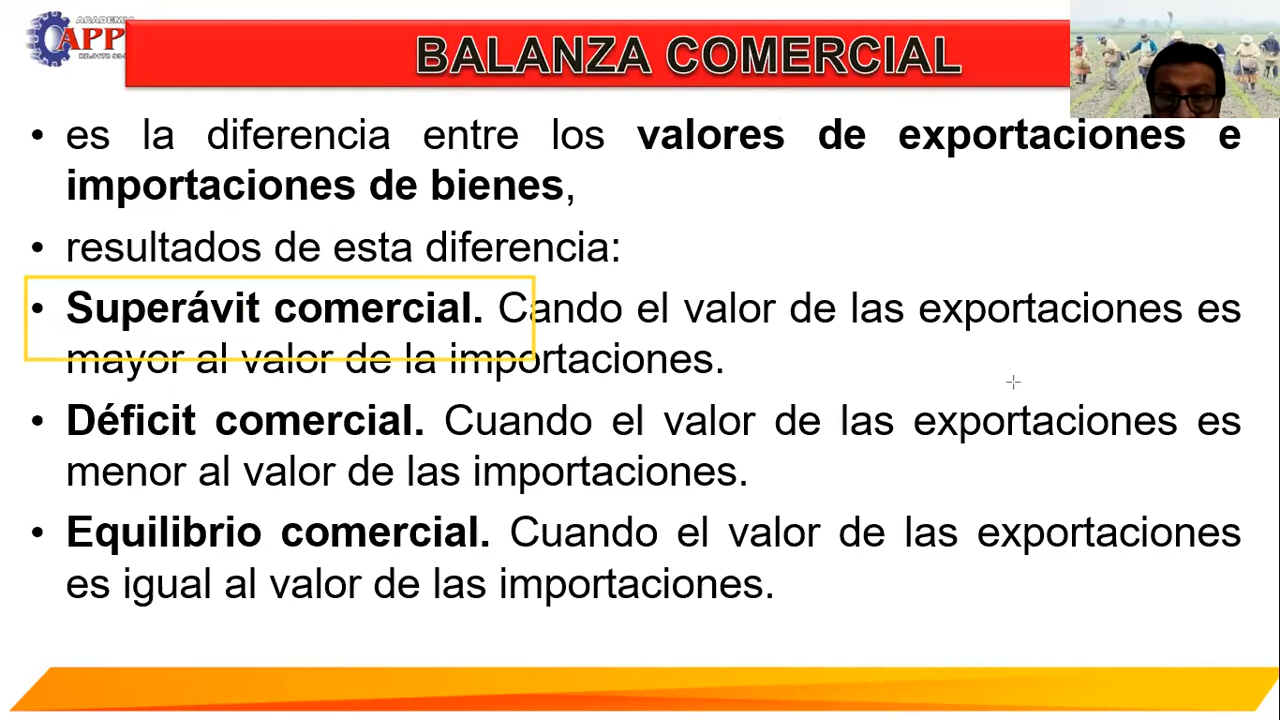 ACADEMIA
APP
BALANZA COMERCIAL
• es la diferencia entre los valores de exportaciones e
importaciones de bienes,
• resultados de esta diferencia:
• Superávit comercial. Cando el valor de las exportaciones es
mayor al valor de la importaciones.
• Déficit comercial. Cuando el valor de las exportaciones es
menor al valor de las importaciones.
• Equilibrio comercial. Cuando el valor de las exportaciones
es igual al valor de las importaciones.